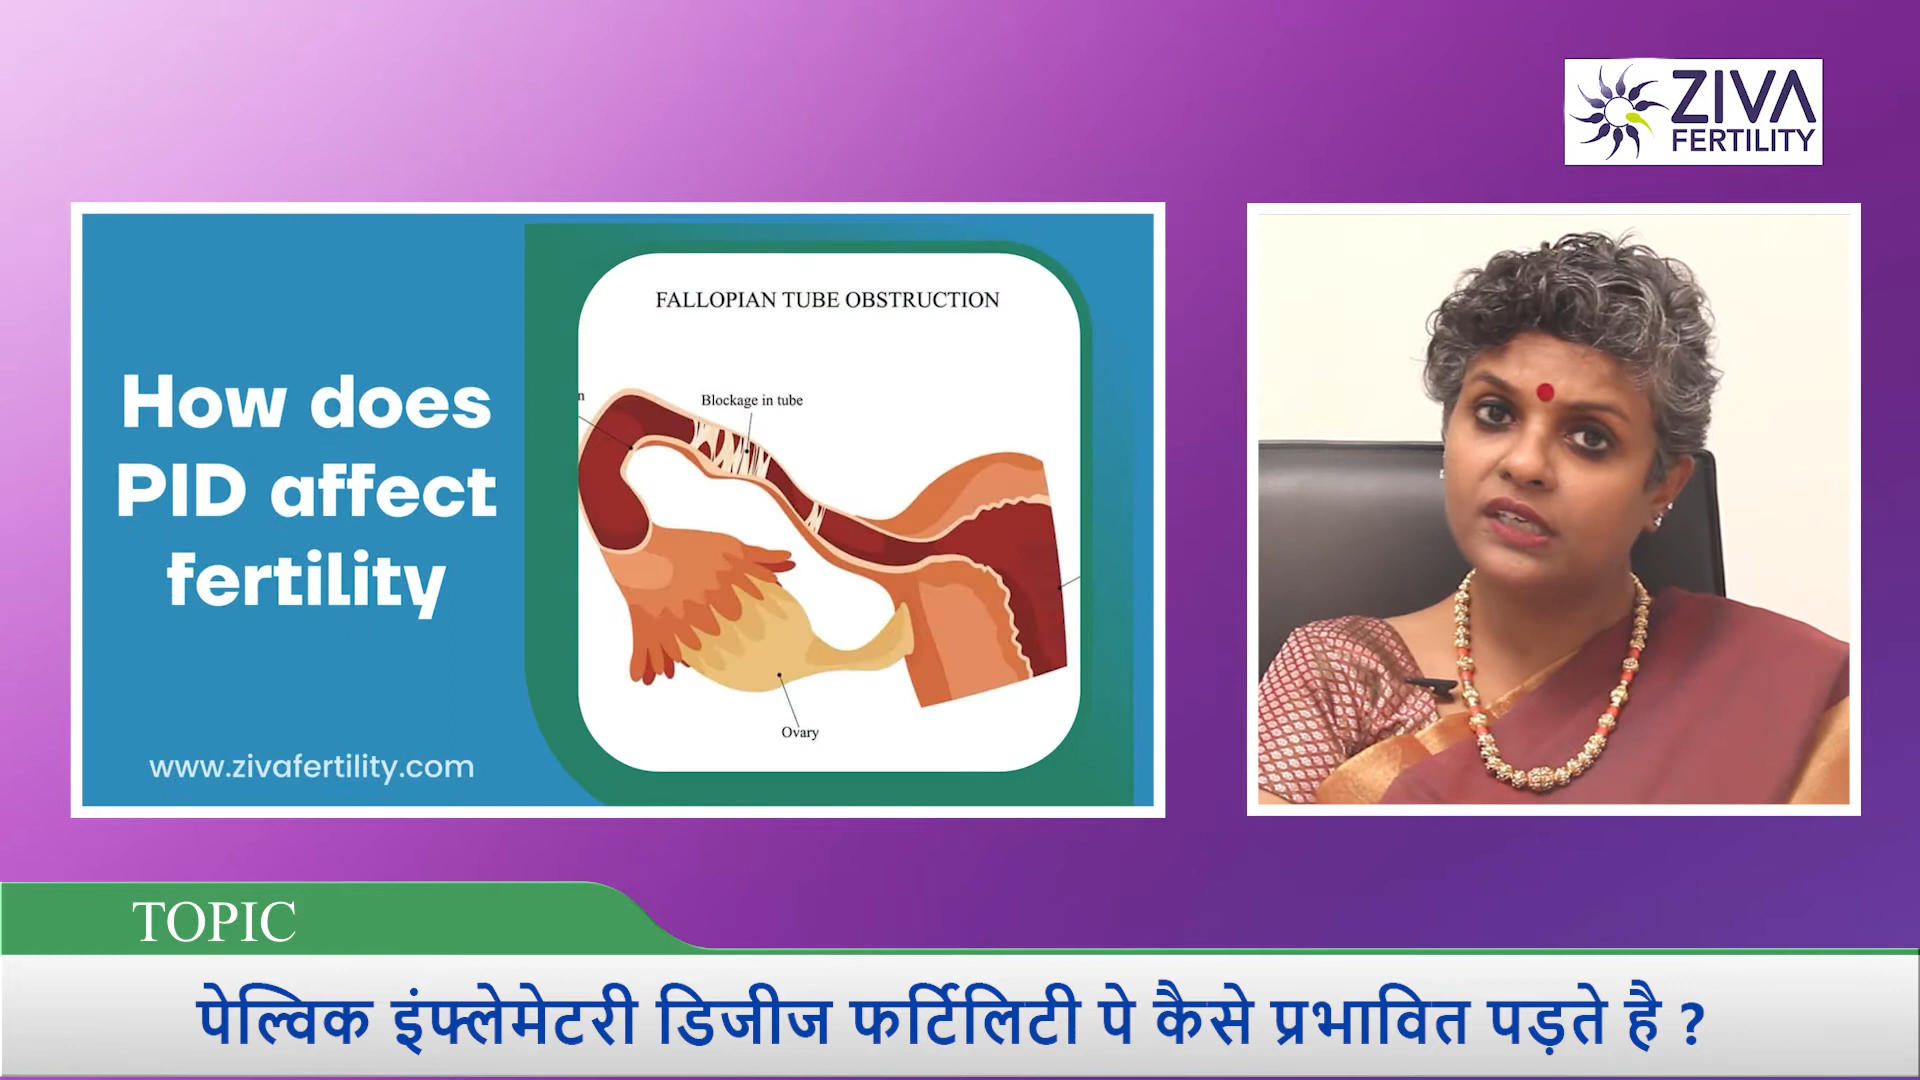 ZIVA
FERTILITY
How does
PID affect
fertility
www.zivafertility.com
FALLOPIAN TUBE OBSTRUCTION
Blockage in tube
n
Ovary
TOPIC
पेल्विक इंफ्लेमेटरी डिजीज फर्टिलिटी पे कैसे प्रभावित पड़ते है ?